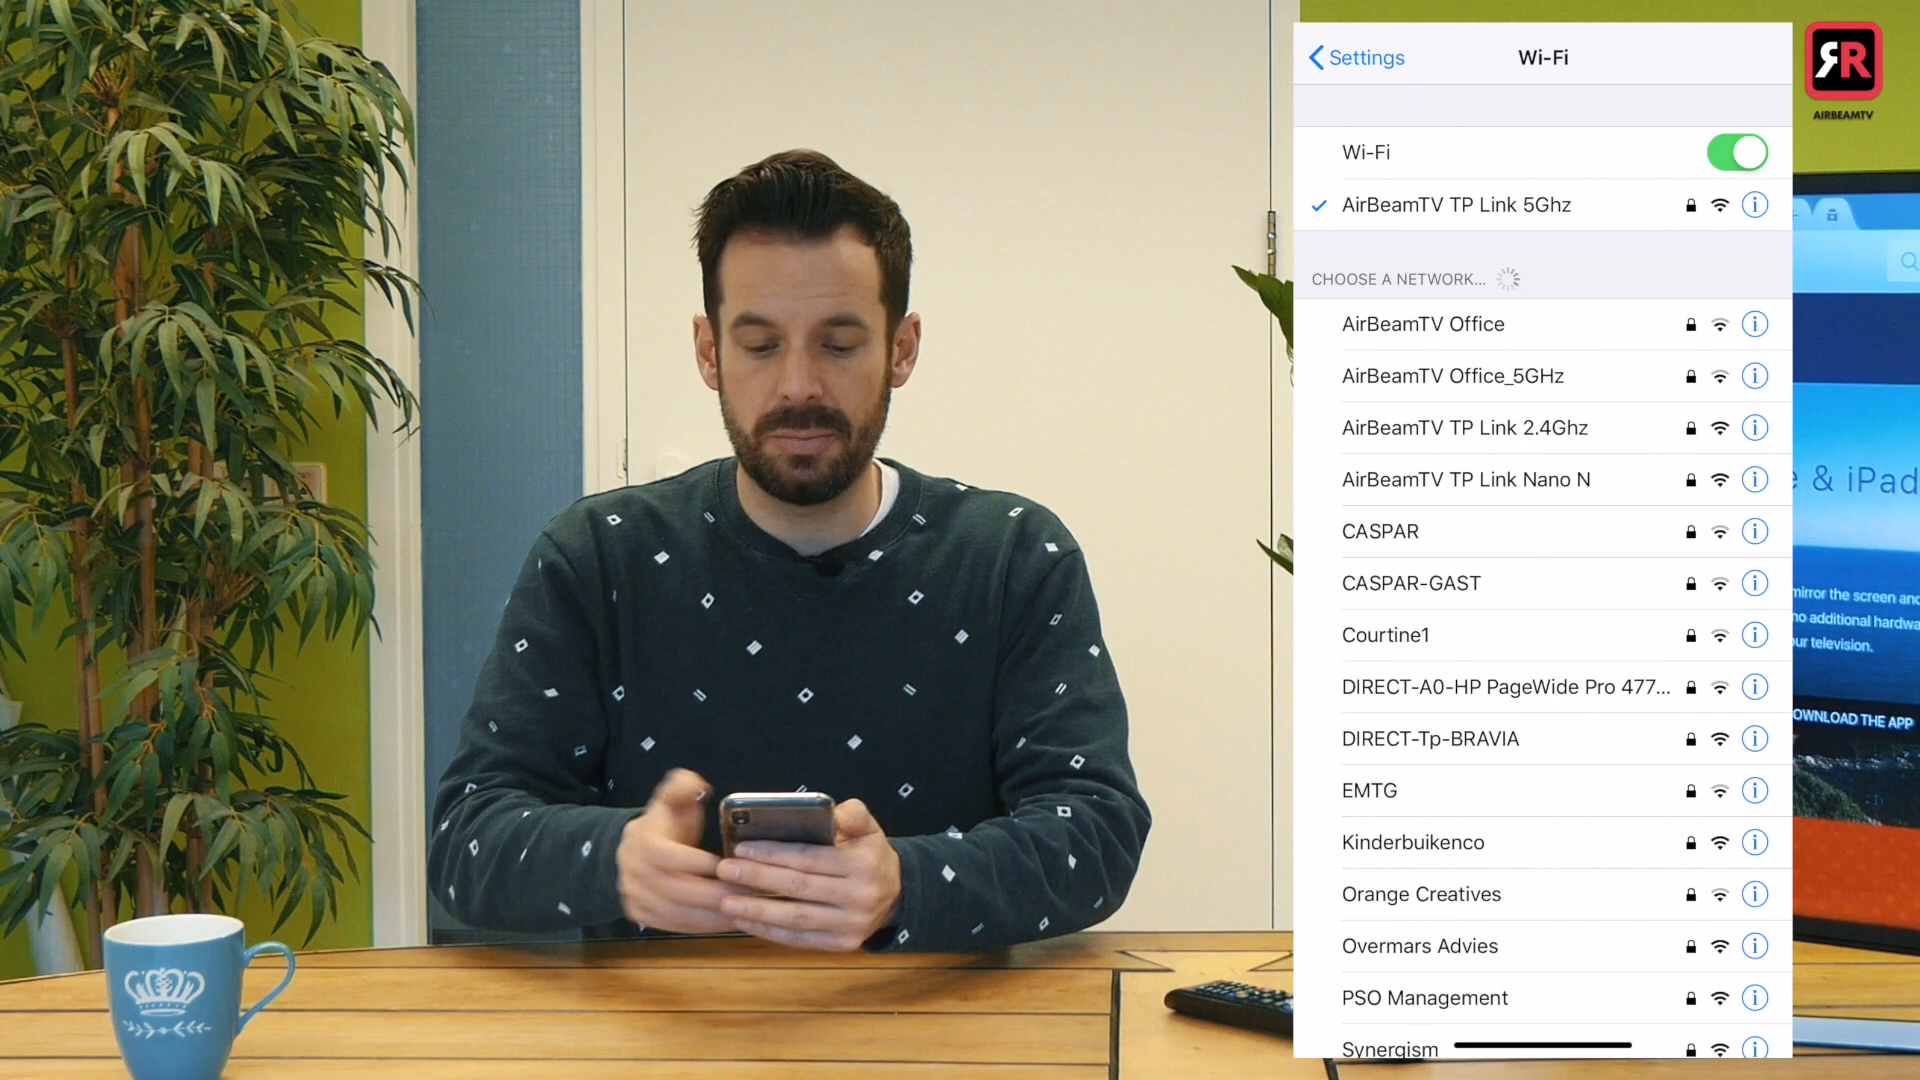 Settings
Wi-Fi
Wi-Fi
AirBeamTV TP Link 5Ghz
CHOOSE A NETWORK...
AirBeamTV Office
AirBeamTV Office_5GHz
AirBeamTV TP Link 2.4Ghz
AirBeamTV TP Link Nano N
CASPAR
CASPAR-GAST
Courtine1
DIRECT-A0-HP PageWide Pro 477...
DIRECT-Tp-BRAVIA
EMTG
Kinderbuikenco
Orange Creatives
Overmars Advies
PSO Management
Synergism
RR
AIRBEAMTV
& iPad
mirror the screen and
no additional hardwa
ur television.
OWNLOAD THE APP